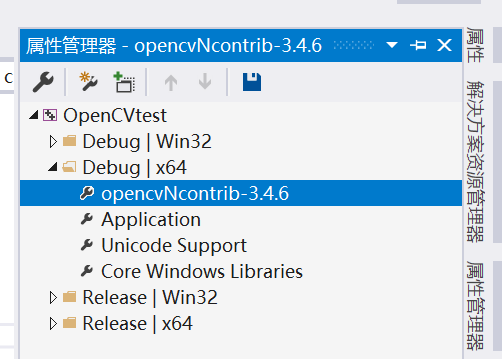 属性管理器 - opencvNcontrib-3.4.6
c
OpenCVtest
Debug | Win32
Debug | x64
opencvNcontrib-3.4.6
Application
Unicode Support
Core Windows Libraries
Release | Win32
Release | x64
属性
解决方案资源管理器
属性管理器